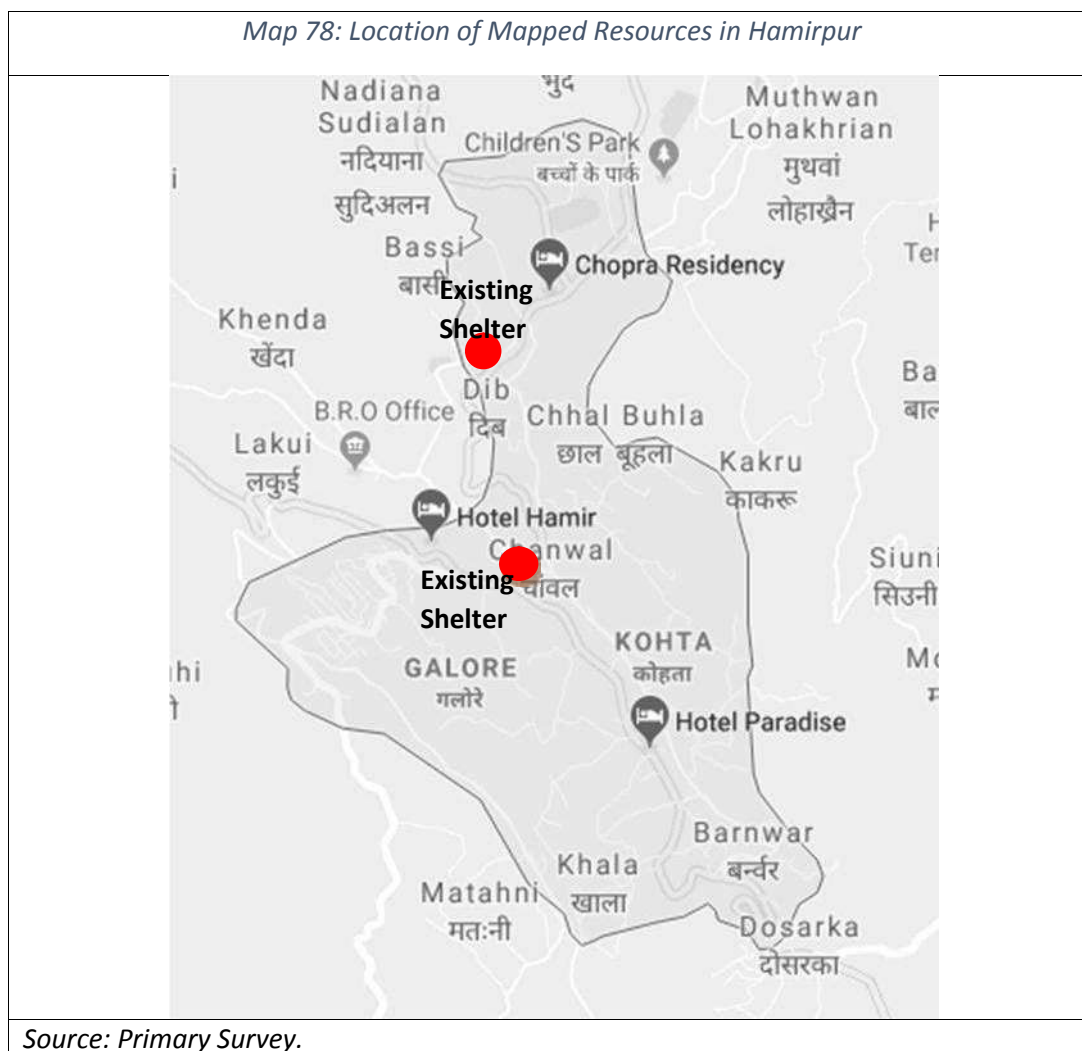 Map 78: Location of Mapped Resources in Hamirpur
भुद
Nadiana
Sudialan
नदियाना
सुदिअलन
Muthwan
Lohakhrian
मुथवां
लोहाख्रैन
Children'S Park
बच्चों के पार्क
Bassi
बासी
Chopra Residency
Existing
Shelter
Khenda
खेंदा
Dib
दिब
B.R.O Office
Chhal Buhla
छाल बूहला
Lakui
लकुई
Kakru
काकरू
Hotel Hamir
Chanwal
चांवल
Existing
Shelter
Siuni
सिउनी
KOHTA
कोहता
GALORE
गलोरे
Hotel Paradise
Barnwar
बर्न्वर
Khala
खाला
Matahni
मतःनी
Dosarka
दोसरका
Source: Primary Survey.